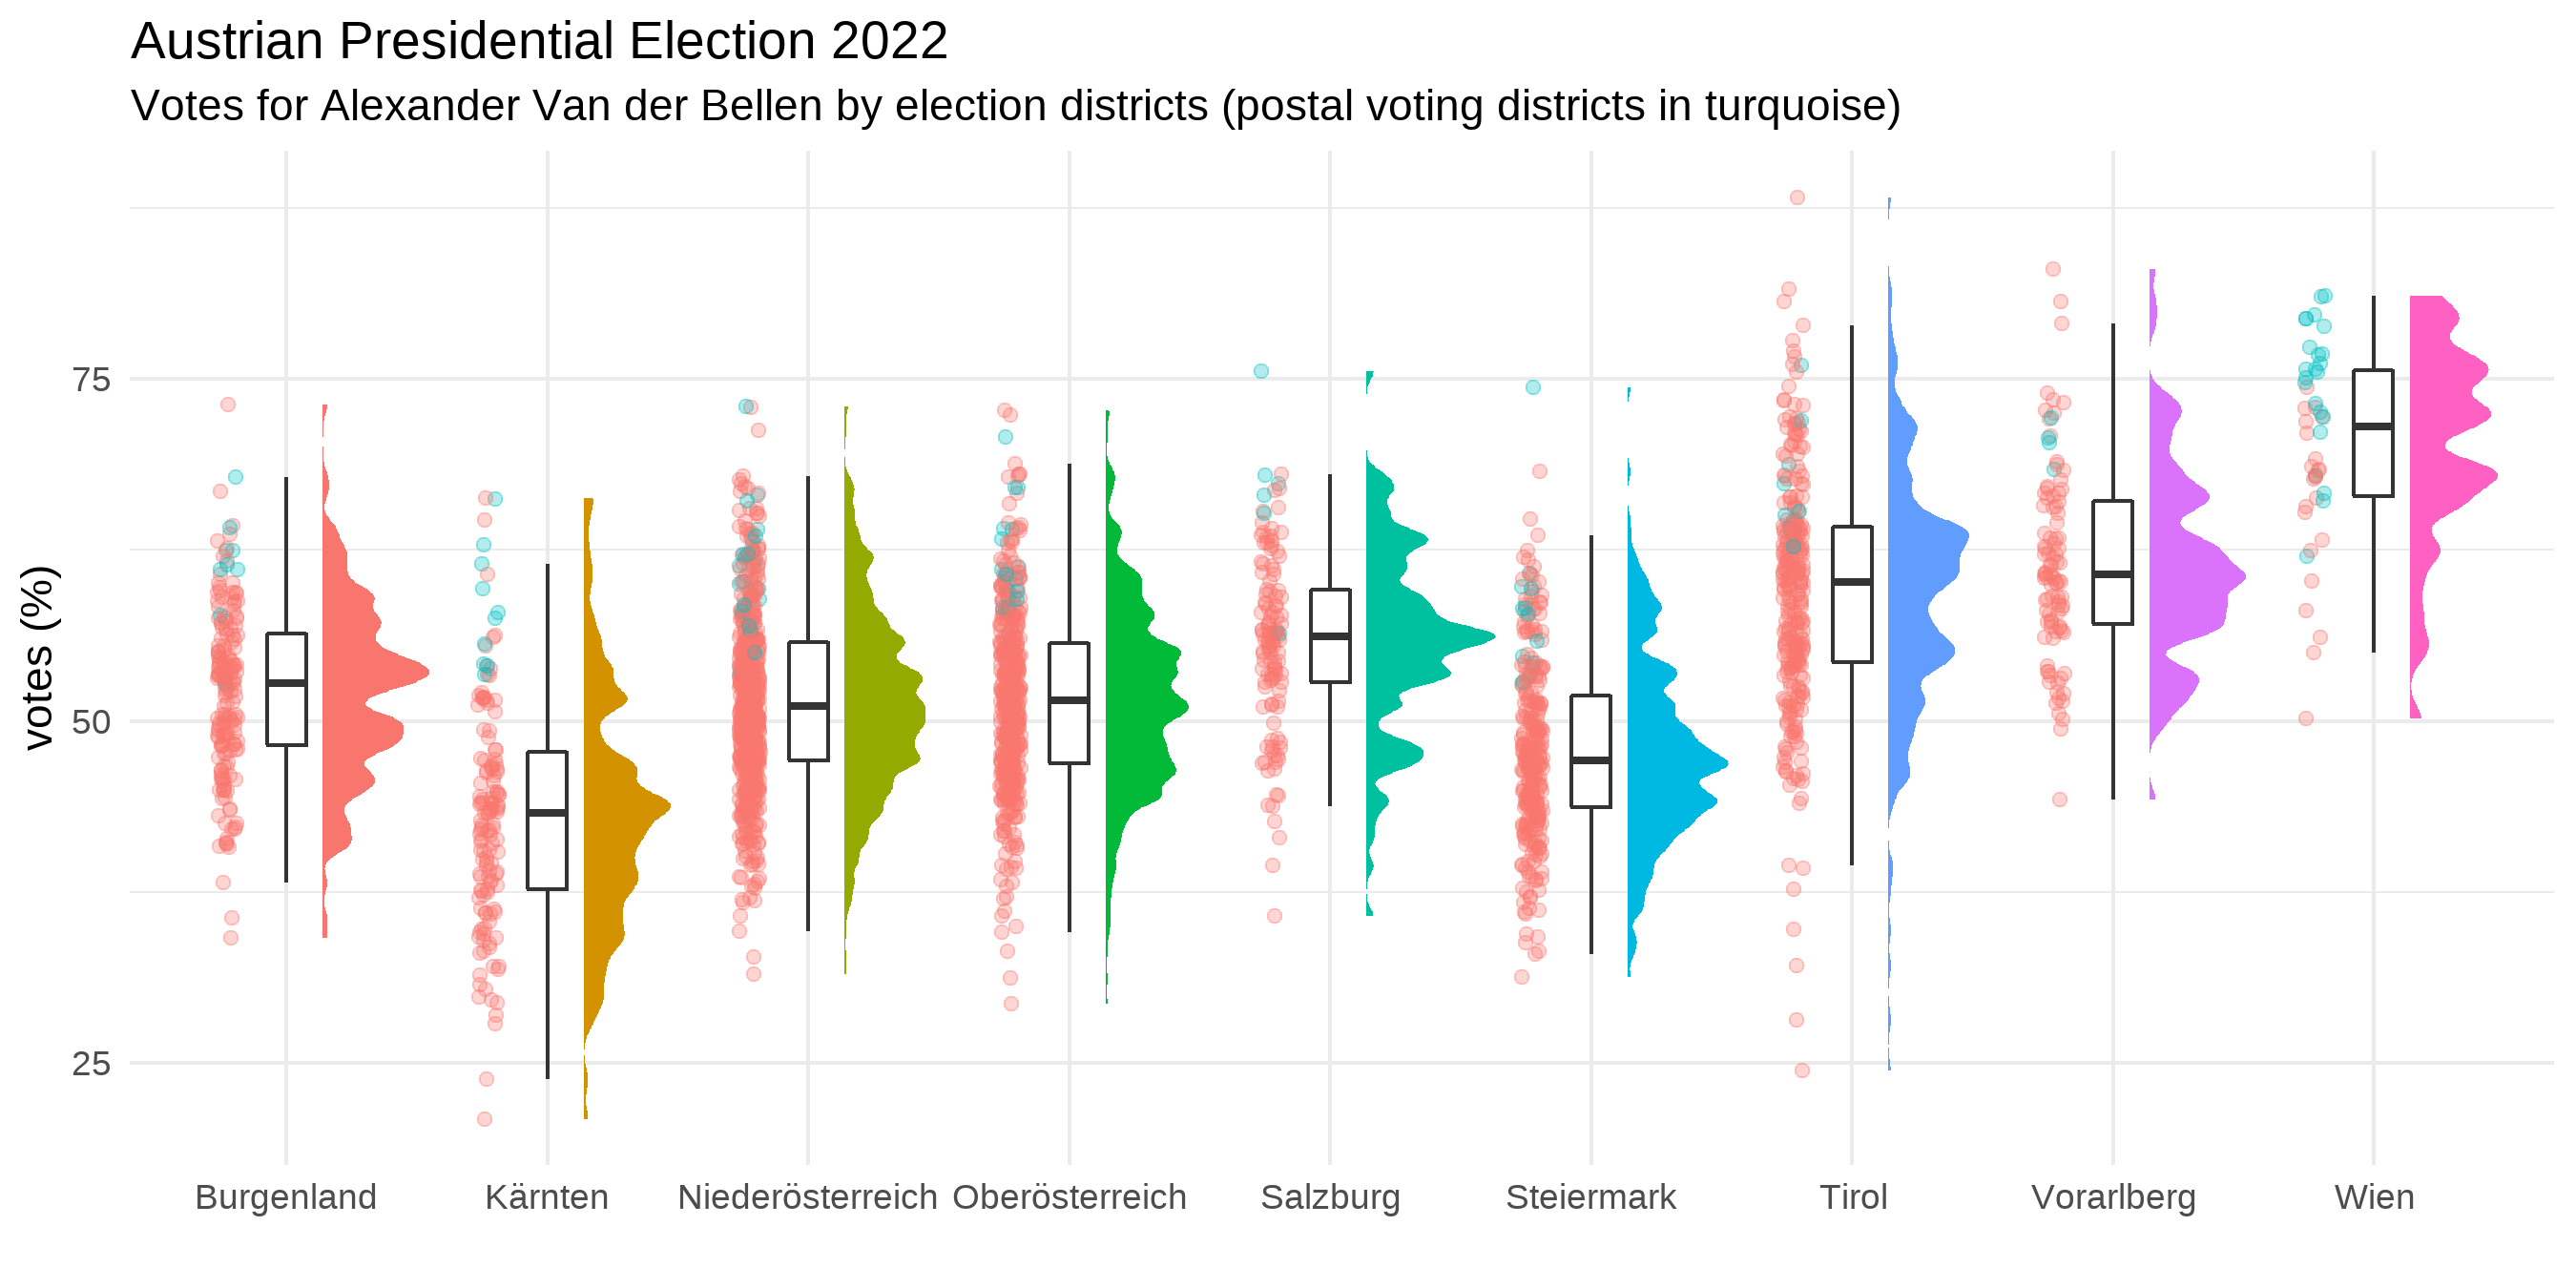 Austrian Presidential Election 2022
Votes for Alexander Van der Bellen by election districts (postal voting districts in turquoise)
votes (%)
75
50
25
Burgenland Kärnten Niederösterreich Oberösterreich Salzburg Steiermark Tirol Vorarlberg Wien